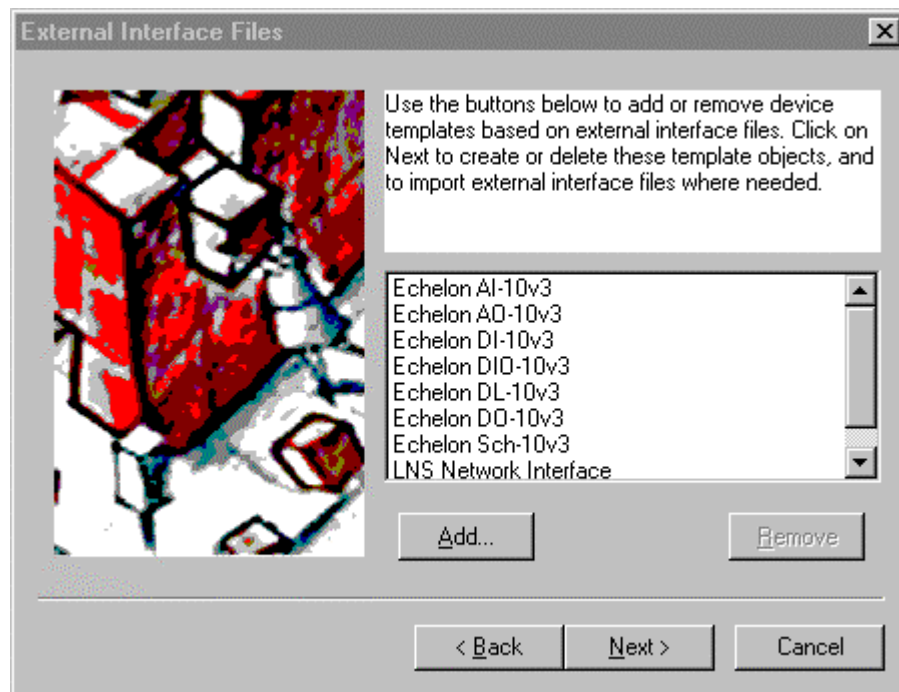 External Interface Files
Use the buttons below to add or remove device
templates based on external interface files. Click on
Next to create or delete these template objects, and
to import external interface files where needed.
Echelon AI-10v3
Echelon AO-10v3
Echelon DI-10v3
Echelon DIO-10v3
Echelon DL-10v3
Echelon DO-10v3
Echelon Sch-10v3
LNS Network Interface
Add...
Remove
< Back
Next >
Cancel